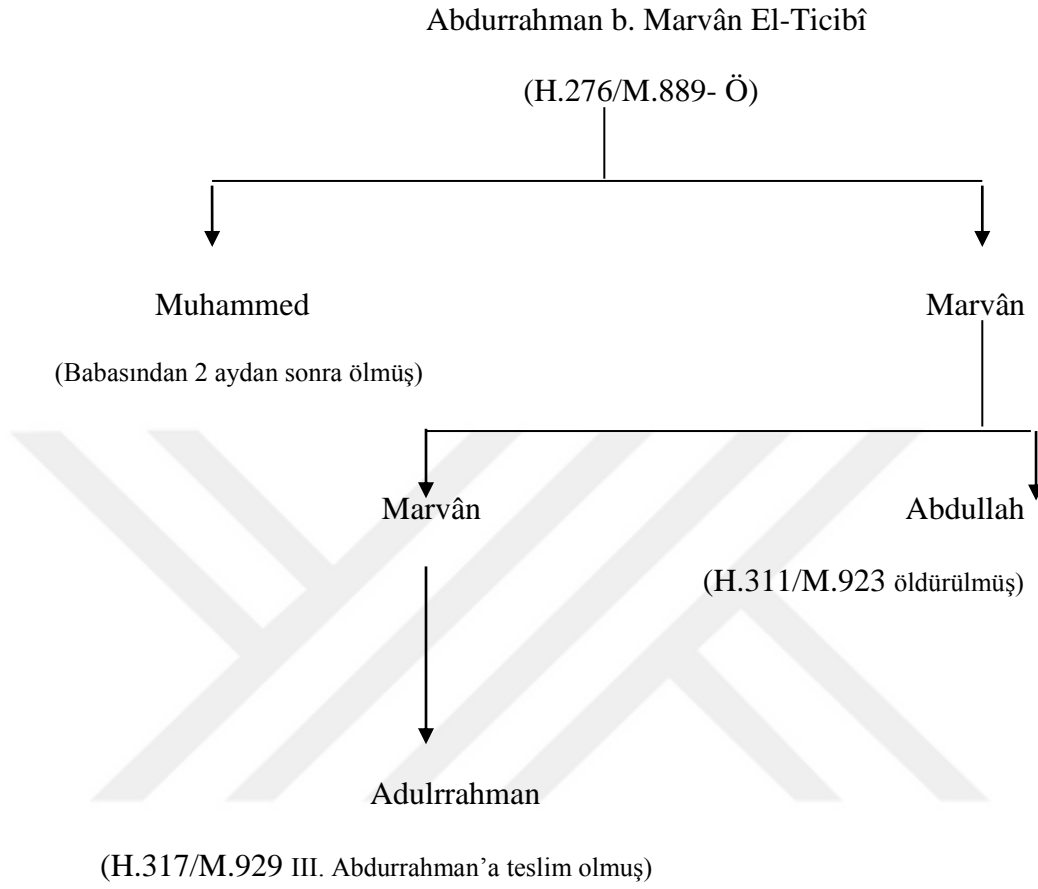 Abdurrahman b. Marvân El-Ticibî
(H.276/M.889- Ö)
Muhammed
Marvân
(Babasından 2 aydan sonra ölmüş)
Marvân
Abdullah
(H.311/M.923 öldürülmüş)
Adulrrahman
(H.317/M.929 III. Abdurrahman’a teslim olmuş)